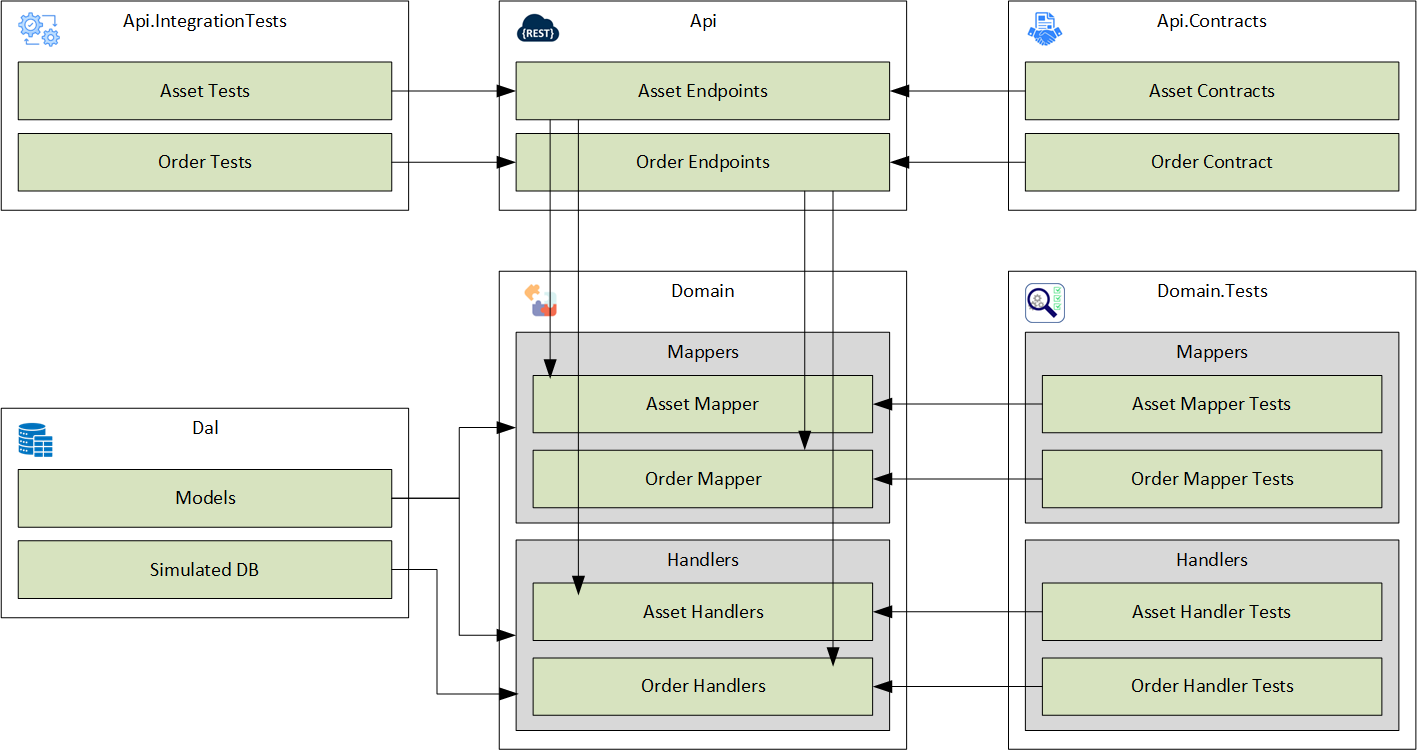 Api.IntegrationTests
Asset Tests
Order Tests
{REST}
Api
Asset Endpoints
Order Endpoints
Api.Contracts
Asset Contracts
Order Contract
Dal
Models
Simulated DB
Domain
Mappers
Asset Mapper
Order Mapper
Handlers
Asset Handlers
Order Handlers
Domain.Tests
Mappers
Asset Mapper Tests
Order Mapper Tests
Handlers
Asset Handler Tests
Order Handler Tests